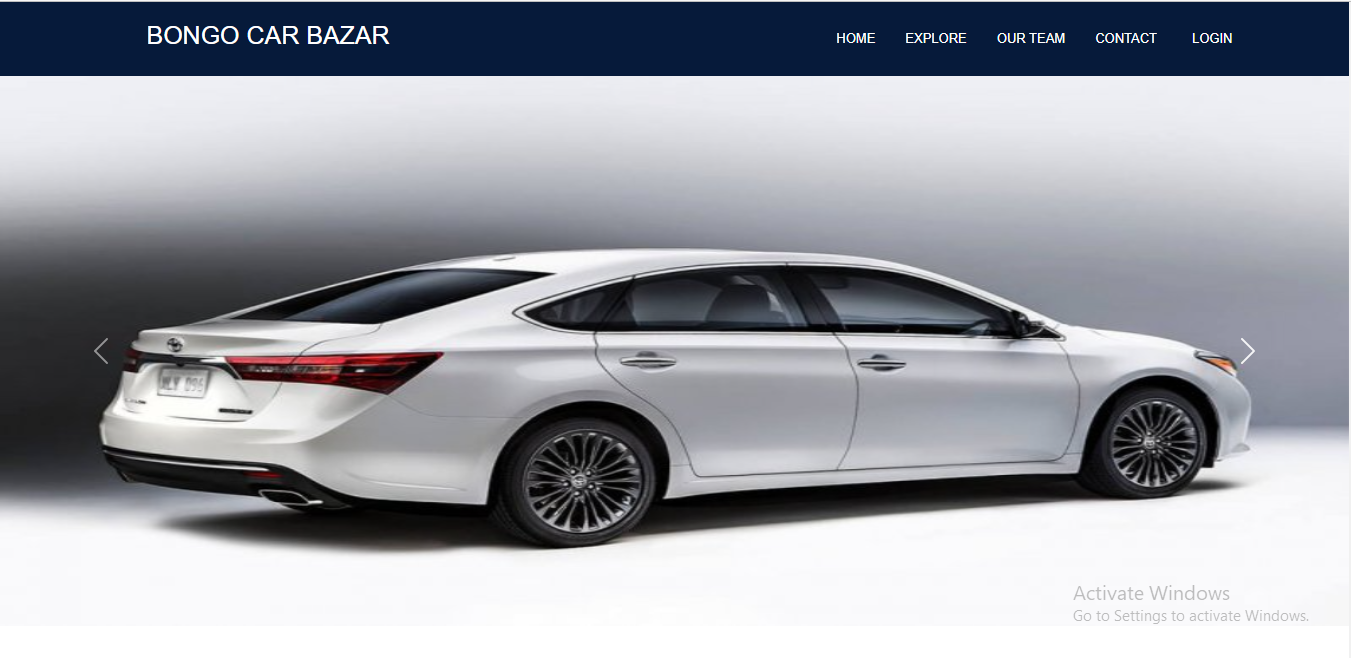 BONGO CAR BAZAR
HOME EXPLORE OUR TEAM CONTACT LOGIN
Activate Windows
Go to Settings to activate Windows.